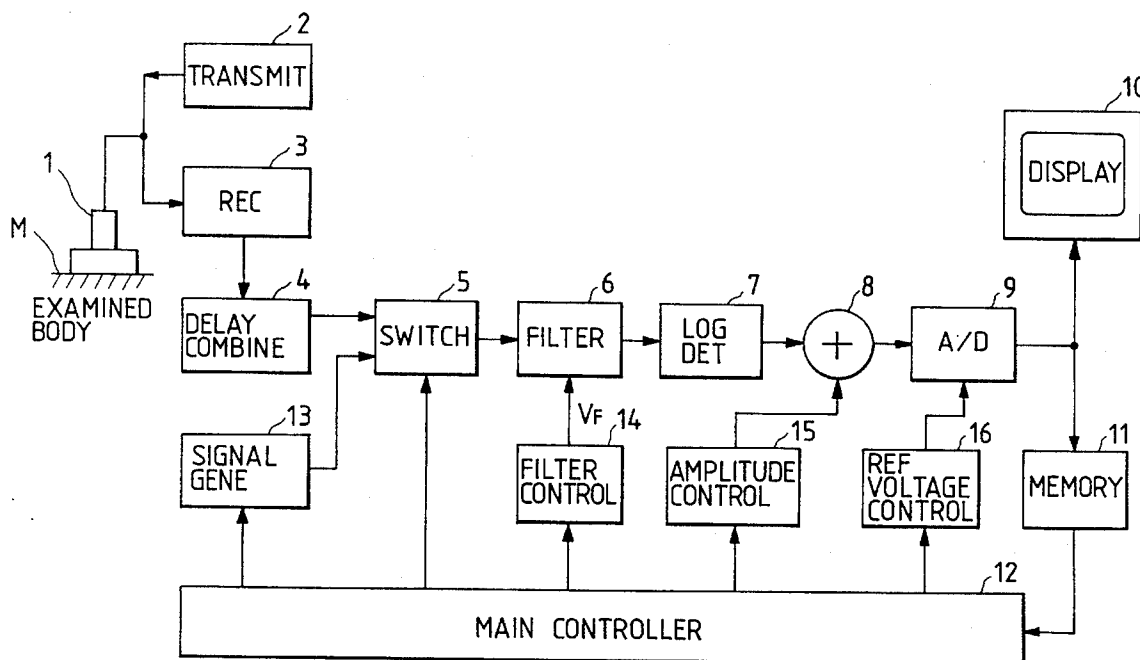 2
TRANSMIT
10
DISPLAY
3
REC
1
M
EXAMINED
BODY
4
DELAY
COMBINE
5
SWITCH
6
FILTER
7
LOG
DET
8
+
9
A/D
13
SIGNAL
GENE
VF
14
FILTER
CONTROL
15
AMPLITUDE
CONTROL
16
REF
VOLTAGE
CONTROL
11
MEMORY
12
MAIN CONTROLLER